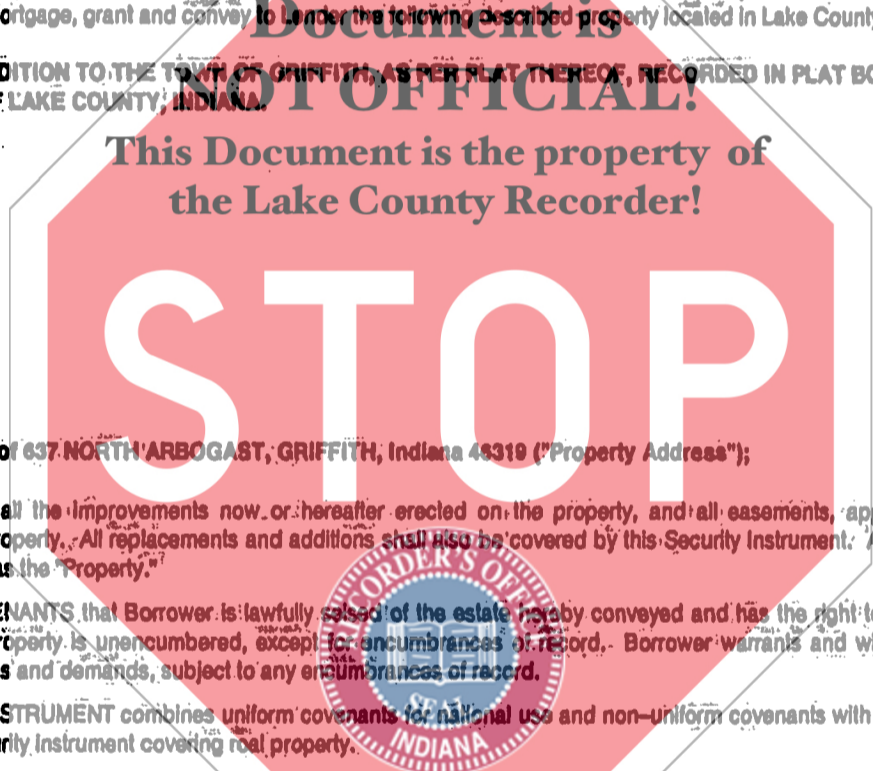 ortgage, grant and convey to Lender the following described property located in Lake County
Document is
DITION TO THE TOWN OF GRIFFITH, AS PER PLAT THEREOF, RECORDED IN PLAT BO
NOT OFFICIAL!
LAKE COUNTY, INDIANA.
This Document is the property of
the Lake County Recorder!
STOP
of 637 NORTH ARBOGAST, GRIFFITH, Indiana 46319 ("Property Address");
all the improvements now or hereafter erected on the property, and all easements, app
operty. All replacements and additions shall also be covered by this Security Instrument. A
as the "Property."
RECORDER'S OFFICE
NANTS that Borrower is lawfully seised of the estate hereby conveyed and has the right to
operty is unencumbered, except for encumbrances of record. Borrower warrants and wi
s and demands, subject to any encumbrances of record.
SEAL
STRUMENT combines uniform covenants for national use and non-uniform covenants with
INDIANA
rity instrument covering real property.